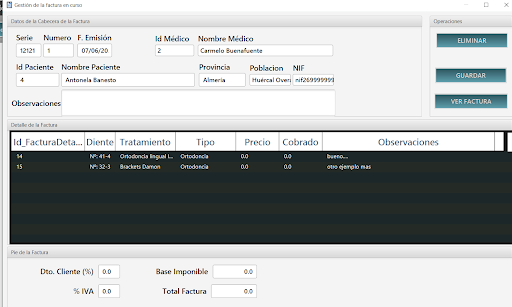 Gestión de la factura en curso
Datos de la Cabecera de la Factura
Operaciones
Serie Numero F. Emisión Id Médico Nombre Médico
12121 1 07/06/20 2 Carmelo Buenafuente
ELIMINAR
Id Paciente Nombre Paciente Provincia Poblacion NIF
4 Antonela Banesto Almeria Huércal Overa nif269999999
GUARDAR
Observaciones
VER FACTURA
Detalle de la Factura
Id_FacturaDeta... Diente Tratamiento Tipo Precio Cobrado Observaciones
14 Nº: 41-4 Ortodoncia lingual I... Ortodoncia 0.0 0.0 bueno....
15 Nº: 32-3 Brackets Damon Ortodoncia 0.0 0.0 otro ejemplo mas
Pie de la Factura
Dto. Cliente (%) 0.0 Base Imponible 0.0
% IVA 0.0 Total Factura 0.0